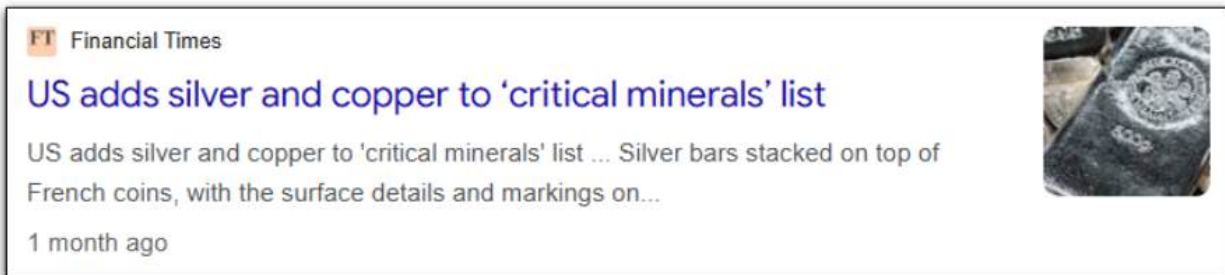 FT Financial Times
US adds silver and copper to ‘critical minerals’ list
US adds silver and copper to 'critical minerals' list ... Silver bars stacked on top of
French coins, with the surface details and markings on...
1 month ago
500g